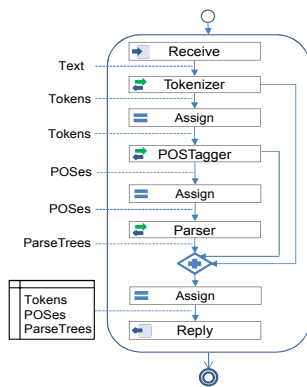 Receive
Text
Tokenizer
Tokens
Assign
Tokens
POSTagger
POSes
Assign
POSes
Parser
ParseTrees
Assign
Tokens
POSes
ParseTrees
Reply